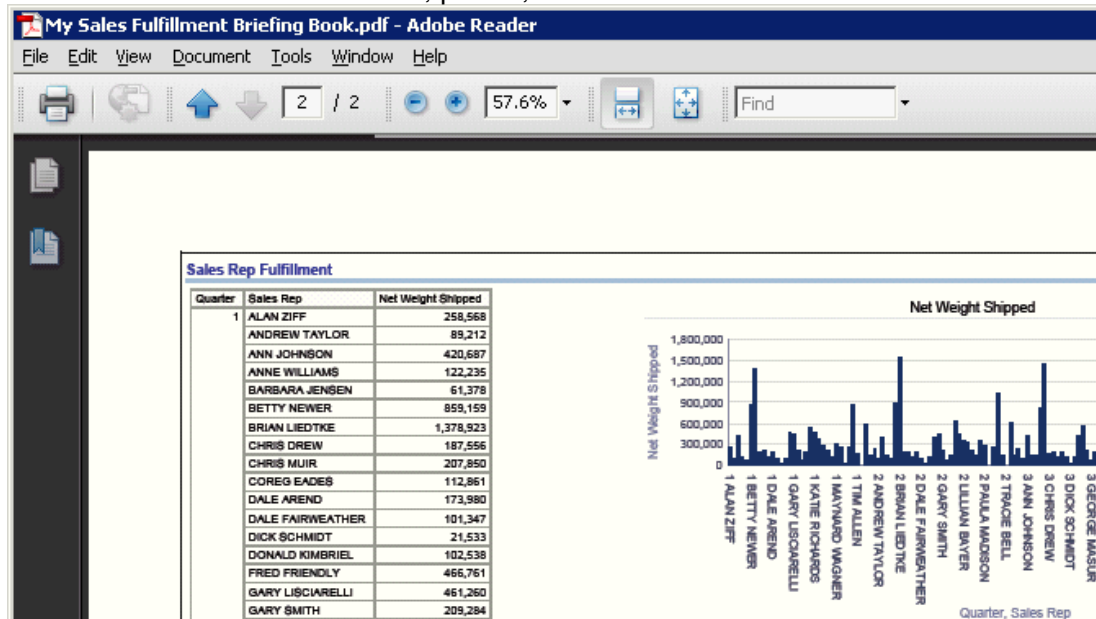 My Sales Fulfillment Briefing Book.pdf - Adobe Reader
File Edit View Document Tools Window Help
2 / 2 57.6% Find
Sales Rep Fulfillment
Quarter Sales Rep Net Weight Shipped
1 ALAN ZIFF 258,568
ANDREW TAYLOR 89,212
ANN JOHNSON 420,687
ANNE WILLIAMS 122,235
BARBARA JENSEN 61,378
BETTY NEWER 859,159
BRIAN LIEDTKE 1,378,923
CHRIS DREW 187,556
CHRIS MUIR 207,850
COREG EADES 112,861
DALE AREND 173,980
DALE FAIRWEATHER 101,347
DICK SCHMIDT 21,533
DONALD KIMBRIEL 102,538
FRED FRIENDLY 466,761
GARY LISCIARELLI 461,260
GARY SMITH 209,284
Net Weight Shipped
Net Weight Shipped
1,800,000
1,500,000
1,200,000
900,000
600,000
300,000
0
1 ALAN ZIFF
1 BETTY NEWER
1 DALE AREND
1 GARY LISCIARELLI
1 KATIE RICHARDS
1 MAYNARD WAGNER
1 TIM ALLEN
2 ANDREW TAYLOR
2 BRIAN LIEDTKE
2 DALE FAIRWEATHER
2 GARY SMITH
2 LILLIAN BAYER
2 PAULA MADISON
2 TRACIE BELL
3 ANN JOHNSON
3 CHRIS DREW
3 DICK SCHMIDT
3 GEORGE MASUR
Quarter, Sales Rep